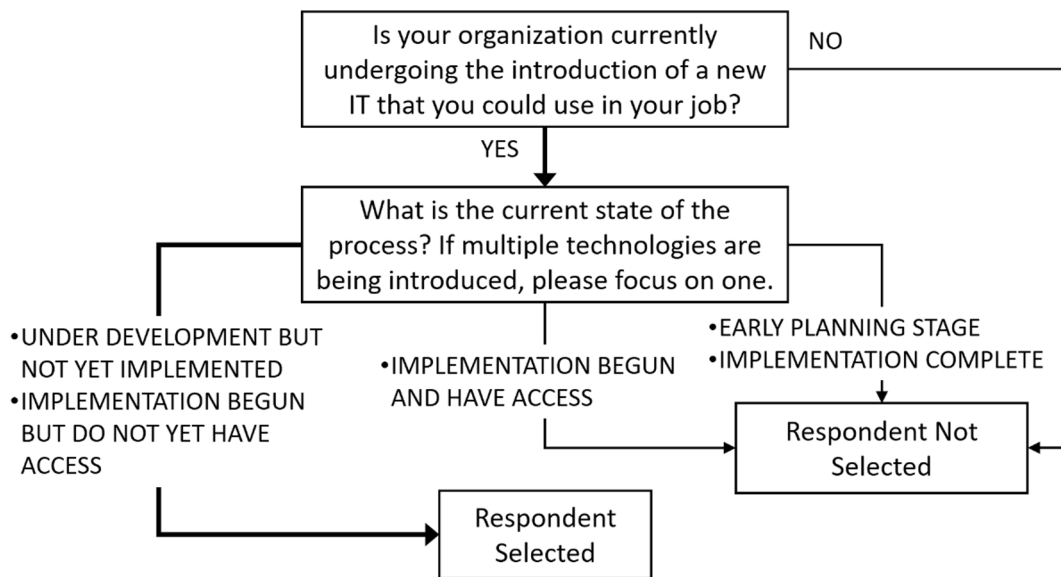 Is your organization currently
undergoing the introduction of a new
IT that you could use in your job?
NO
YES
What is the current state of the
process? If multiple technologies are
being introduced, please focus on one.
•UNDER DEVELOPMENT BUT
NOT YET IMPLEMENTED
•IMPLEMENTATION BEGUN
BUT DO NOT YET HAVE
ACCESS
•IMPLEMENTATION BEGUN
AND HAVE ACCESS
•EARLY PLANNING STAGE
•IMPLEMENTATION COMPLETE
Respondent Not
Selected
Respondent
Selected